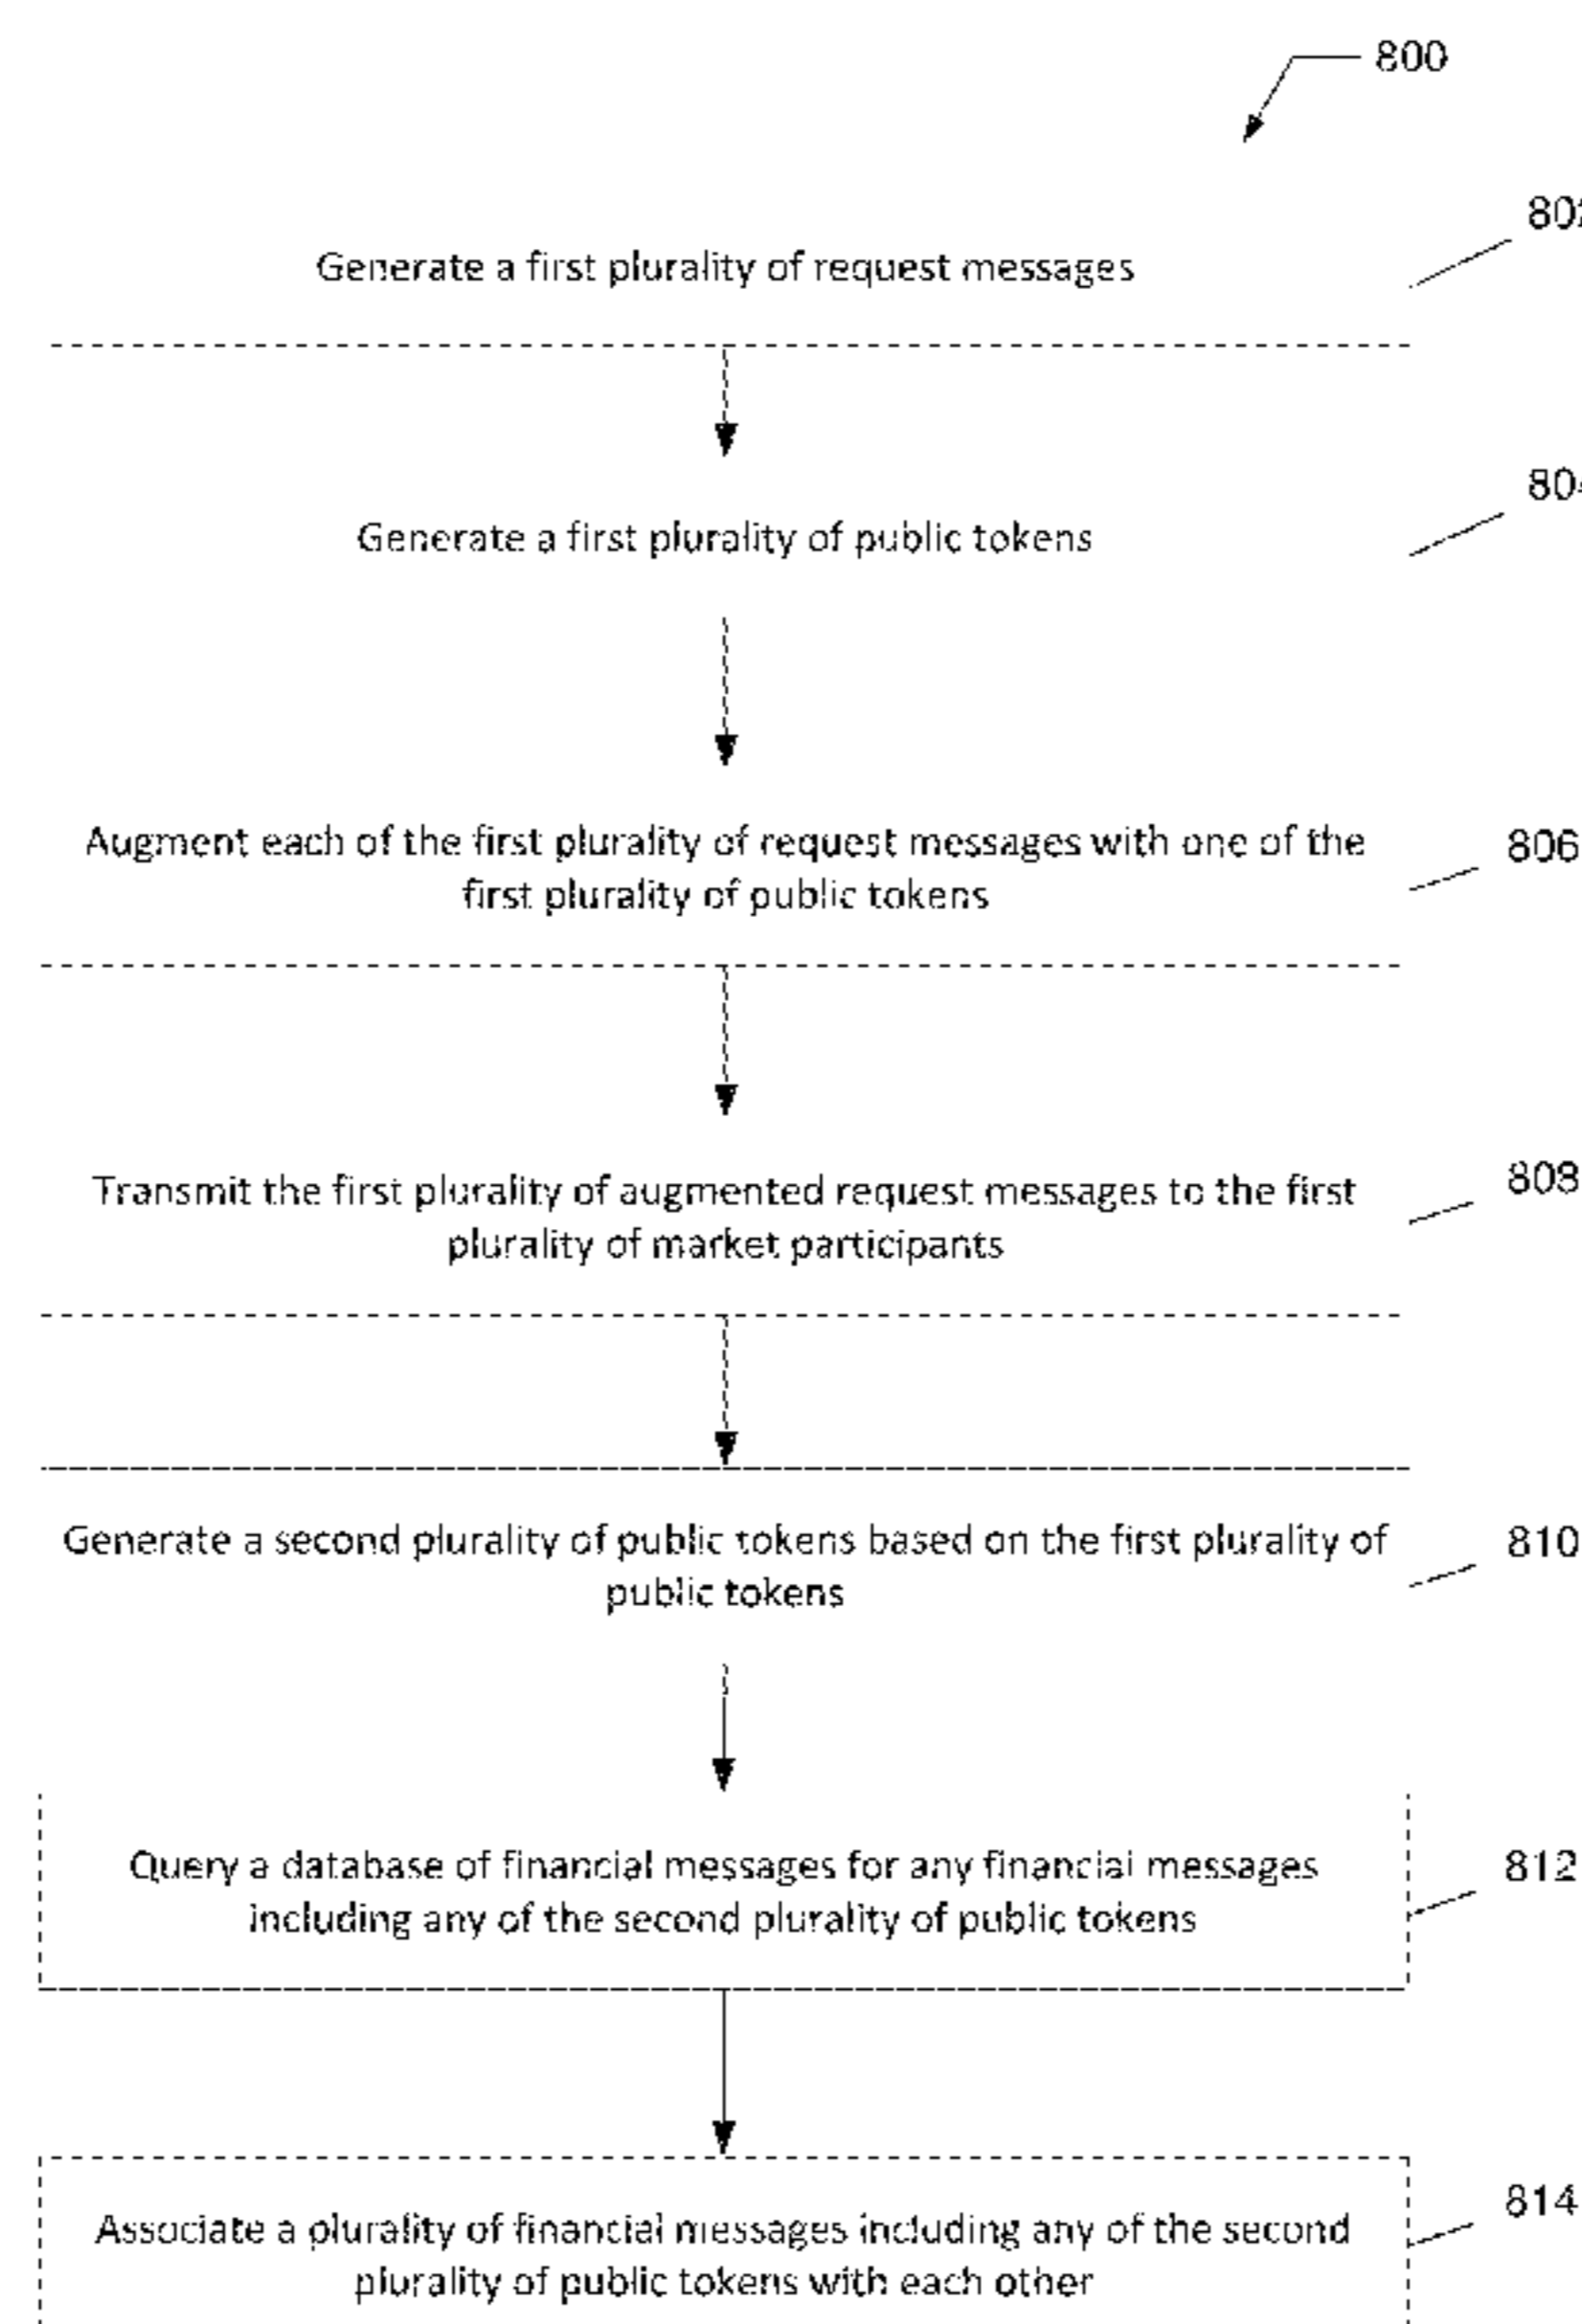 800
Generate a first plurality of request messages
Generate a first plurality of public tokens
Augment each of the first plurality of request messages with one of the
first plurality of public tokens
806
Transmit the first plurality of augmented request messages to the first
plurality of market participants
808
Generate a second plurality of public tokens based on the first plurality of
public tokens
810
Query a database of financial messages for any financial messages
including any of the second plurality of public tokens
812
Associate a plurality of financial messages including any of the second
plurality of public tokens with each other
814